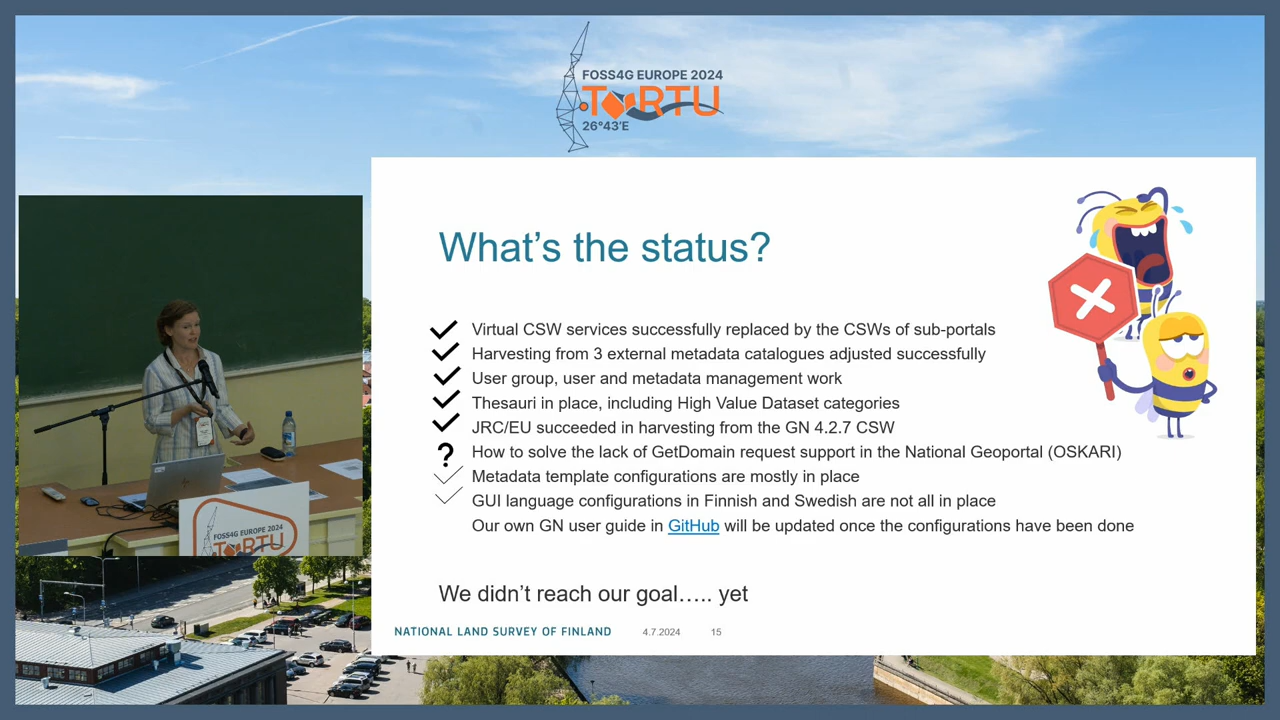 FOSS4G EUROPE 2024
TORTU
26°43'E
What's the status?
Virtual CSW services successfully replaced by the CSWs of sub-portals
Harvesting from 3 external metadata catalogues adjusted successfully
User group, user and metadata management work
Thesauri in place, including High Value Dataset categories
JRC/EU succeeded in harvesting from the GN 4.2.7 CSW
? How to solve the lack of GetDomain request support in the National Geoportal (OSKARI)
Metadata template configurations are mostly in place
GUI language configurations in Finnish and Swedish are not all in place
Our own GN user guide in GitHub will be updated once the configurations have been done
We didn't reach our goal..... yet
NATIONAL LAND SURVEY OF FINLAND 4.7.2024 15
FOSS4G EUROPE 2024
TORTU